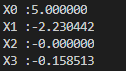 X0 :5.000000
X1 :-2.230442
X2 :-0.000000
X3 :-0.158513